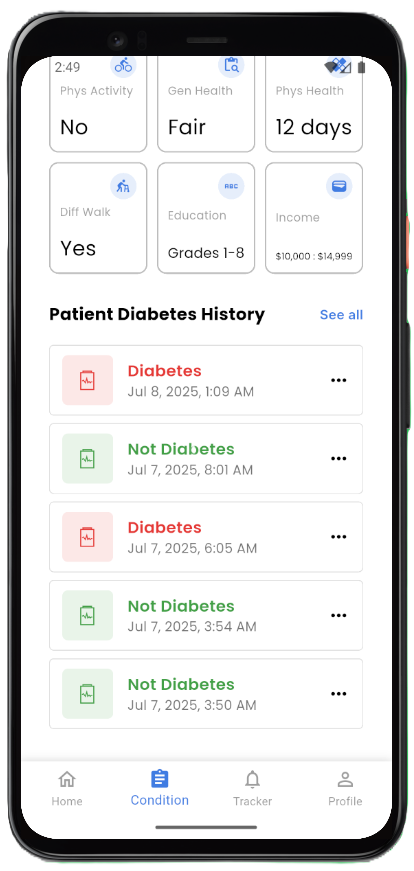 2:49
Phys Activity Gen Health Phys Health
No Fair 12 days
ABC
Diff Walk Education Income
Yes Grades 1-8 $10,000 : $14,999
Patient Diabetes History See all
Diabetes
Jul 8, 2025, 1:09 AM
Not Diabetes
Jul 7, 2025, 8:01 AM
Diabetes
Jul 7, 2025, 6:05 AM
Not Diabetes
Jul 7, 2025, 3:54 AM
Not Diabetes
Jul 7, 2025, 3:50 AM
Home Condition Tracker Profile